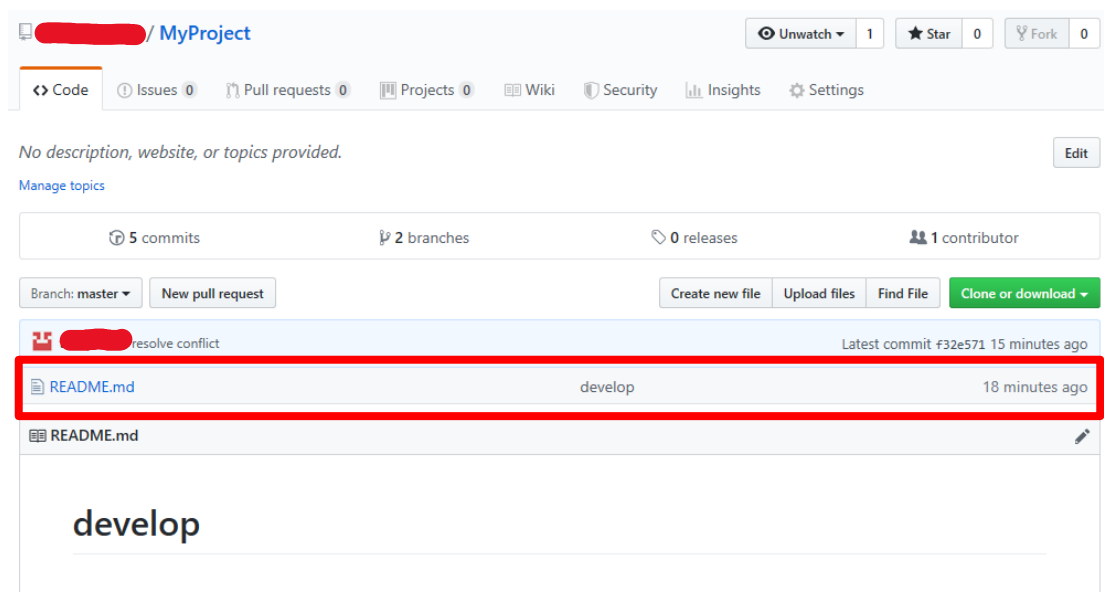 / MyProject
Unwatch 1 Star 0 Fork 0
<> Code Issues 0 Pull requests 0 Projects 0 Wiki Security Insights Settings
No description, website, or topics provided. Edit
Manage topics
5 commits 2 branches 0 releases 1 contributor
Branch: master New pull request Create new file Upload files Find File Clone or download
resolve conflict Latest commit f32e571 15 minutes ago
README.md develop 18 minutes ago
README.md
develop